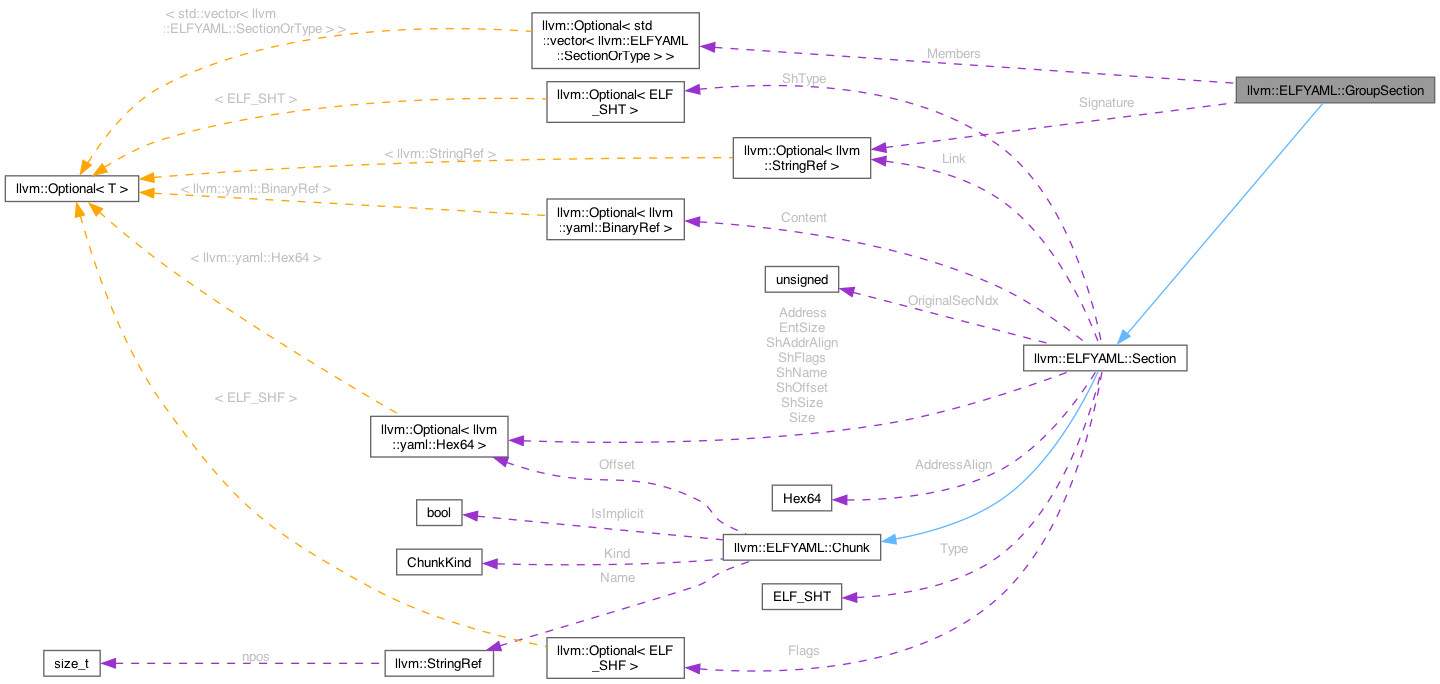 < std::vector< llvm
::ELFYAML::SectionOrType > >
llvm::Optional< std
::vector< llvm::ELFYAML
::SectionOrType > >
Members
ShType
llvm::ELFYAML::GroupSection
< ELF_SHT >
llvm::Optional< ELF
_SHT >
Signature
< llvm::StringRef >
llvm::Optional< llvm
::StringRef >
Link
llvm::Optional< T >
< llvm::yaml::BinaryRef >
llvm::Optional< llvm
::yaml::BinaryRef >
Content
< llvm::yaml::Hex64 >
unsigned
OriginalSecNdx
Address
EntSize
ShAddrAlign
ShFlags
ShName
ShOffset
ShSize
Size
llvm::ELFYAML::Section
< ELF_SHF >
llvm::Optional< llvm
::yaml::Hex64 >
Offset
AddressAlign
Hex64
bool
IsImplicit
llvm::ELFYAML::Chunk
Type
ChunkKind
Kind
Name
ELF_SHT
size_t
npos
llvm::StringRef
llvm::Optional< ELF
_SHF >
Flags